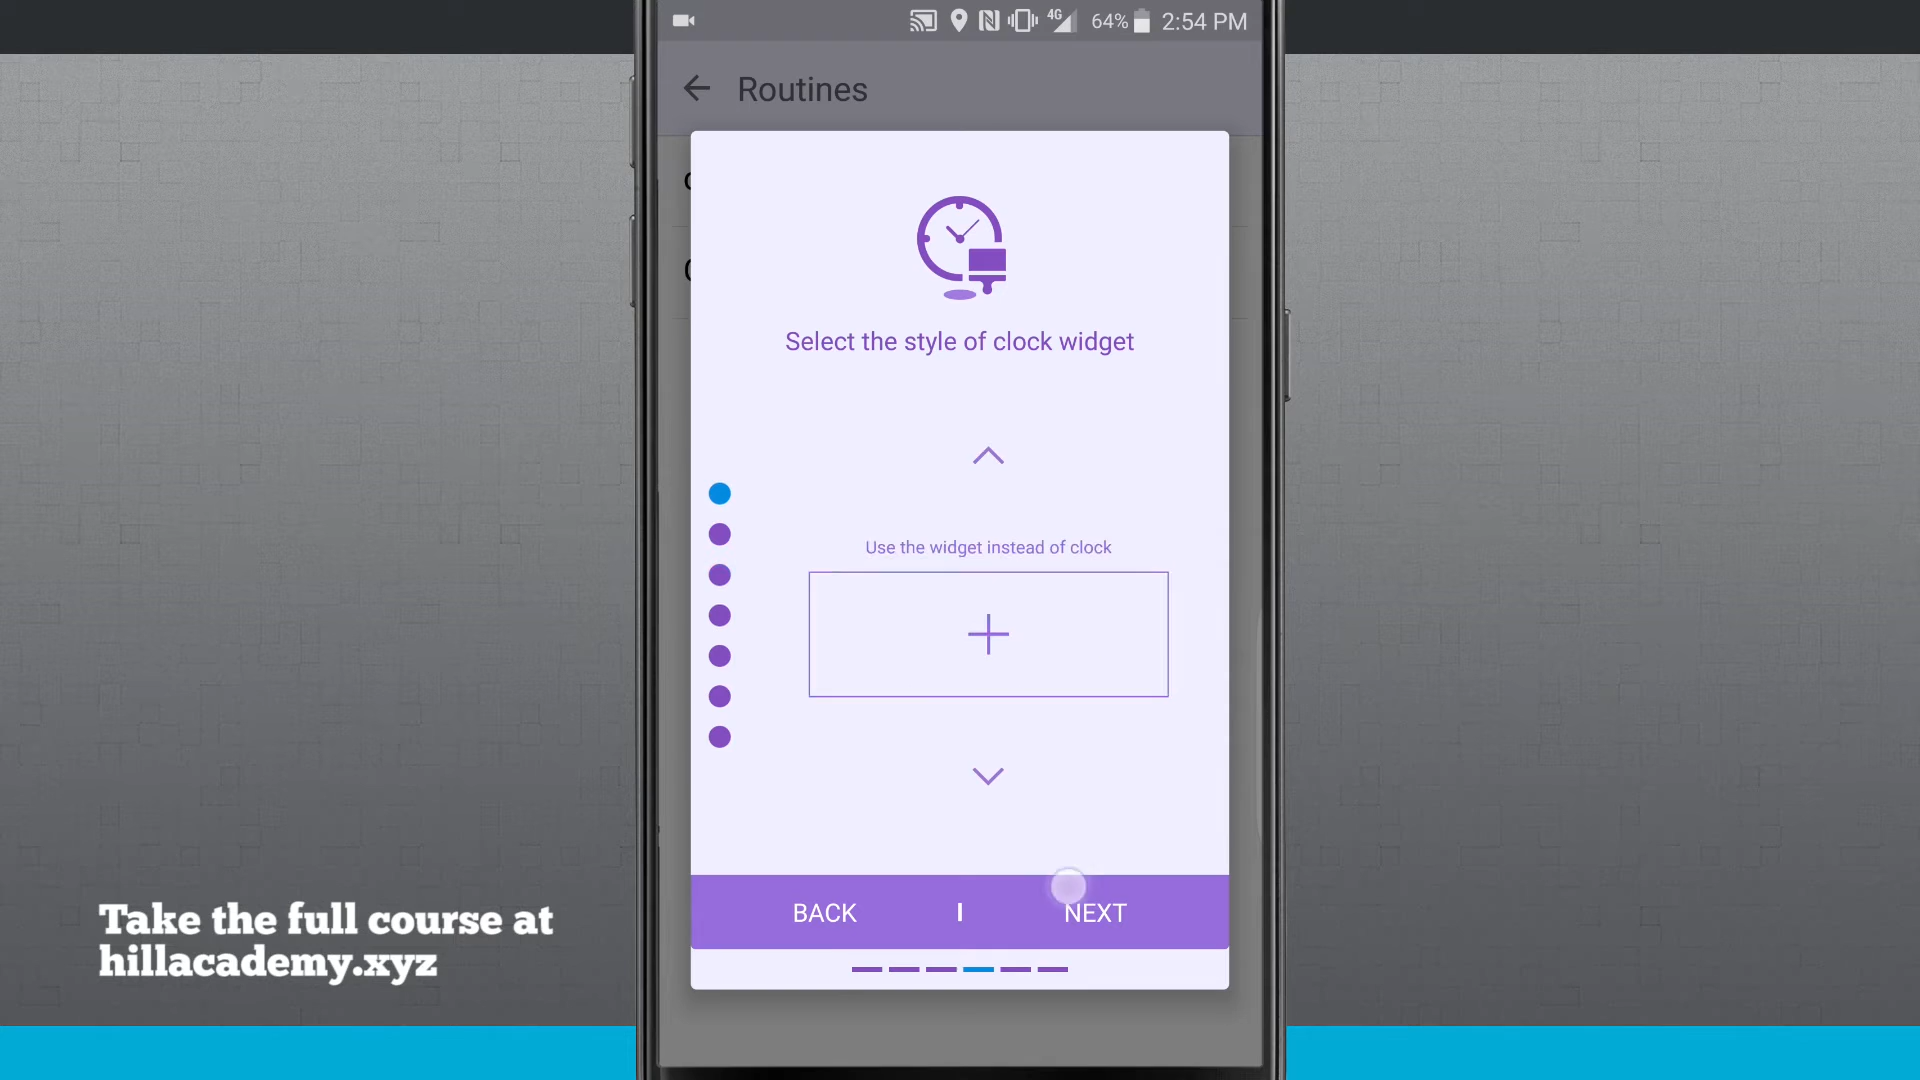 4G 64% 2:54 PM
Routines
Select the style of clock widget
Use the widget instead of clock
BACK | NEXT
Take the full course at
hillacademy.xyz